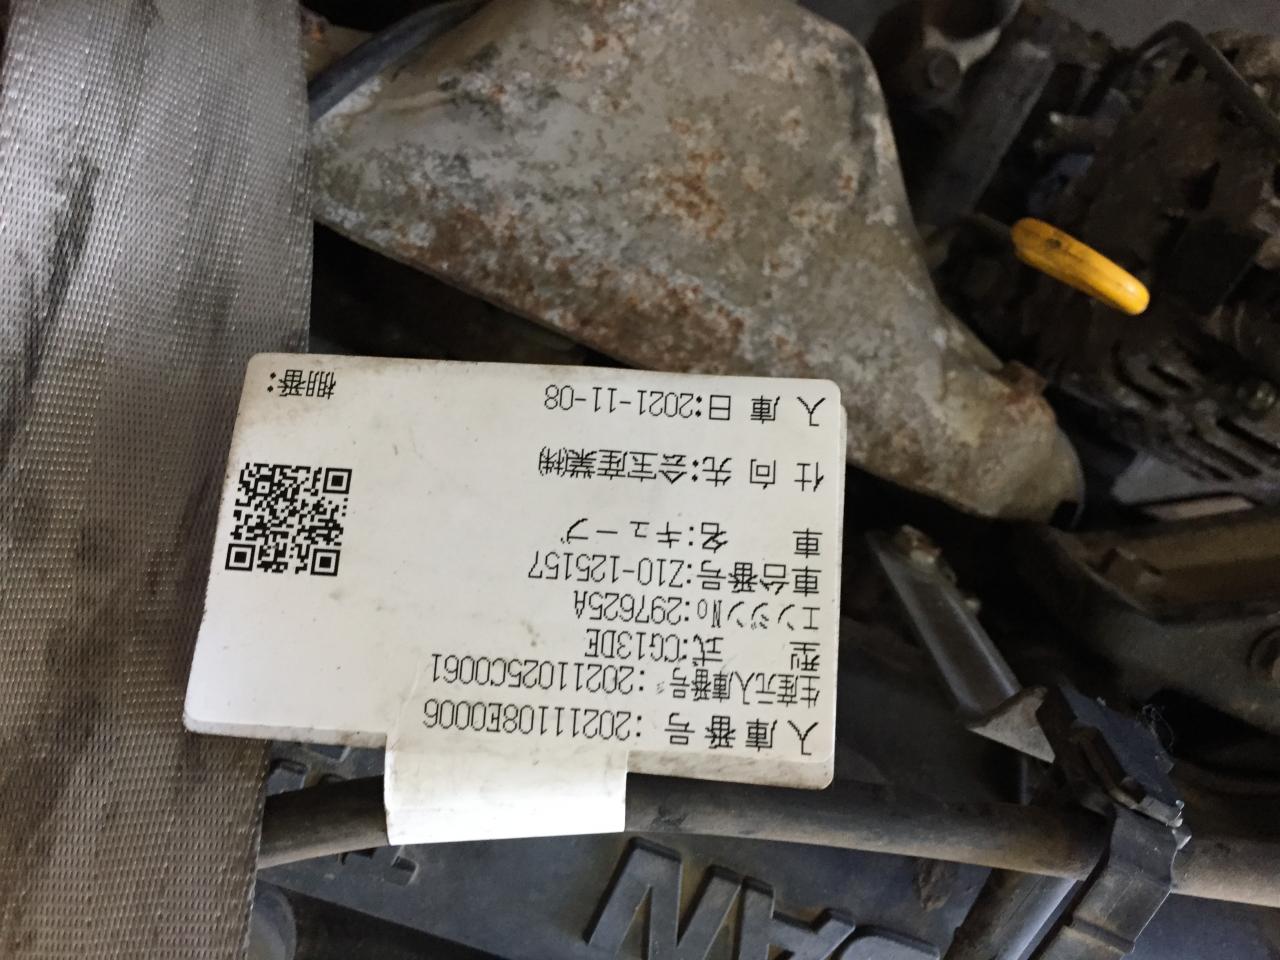 入庫番号 :20211108E0006
生産元入庫番号 :20211025C0061
型 式:CG13DE
エンジンNo:297625A
車台番号:Z10-125157
車 名:キューブ
仕向先:会宝産業㈱
入庫日:2021-11-08
棚番: